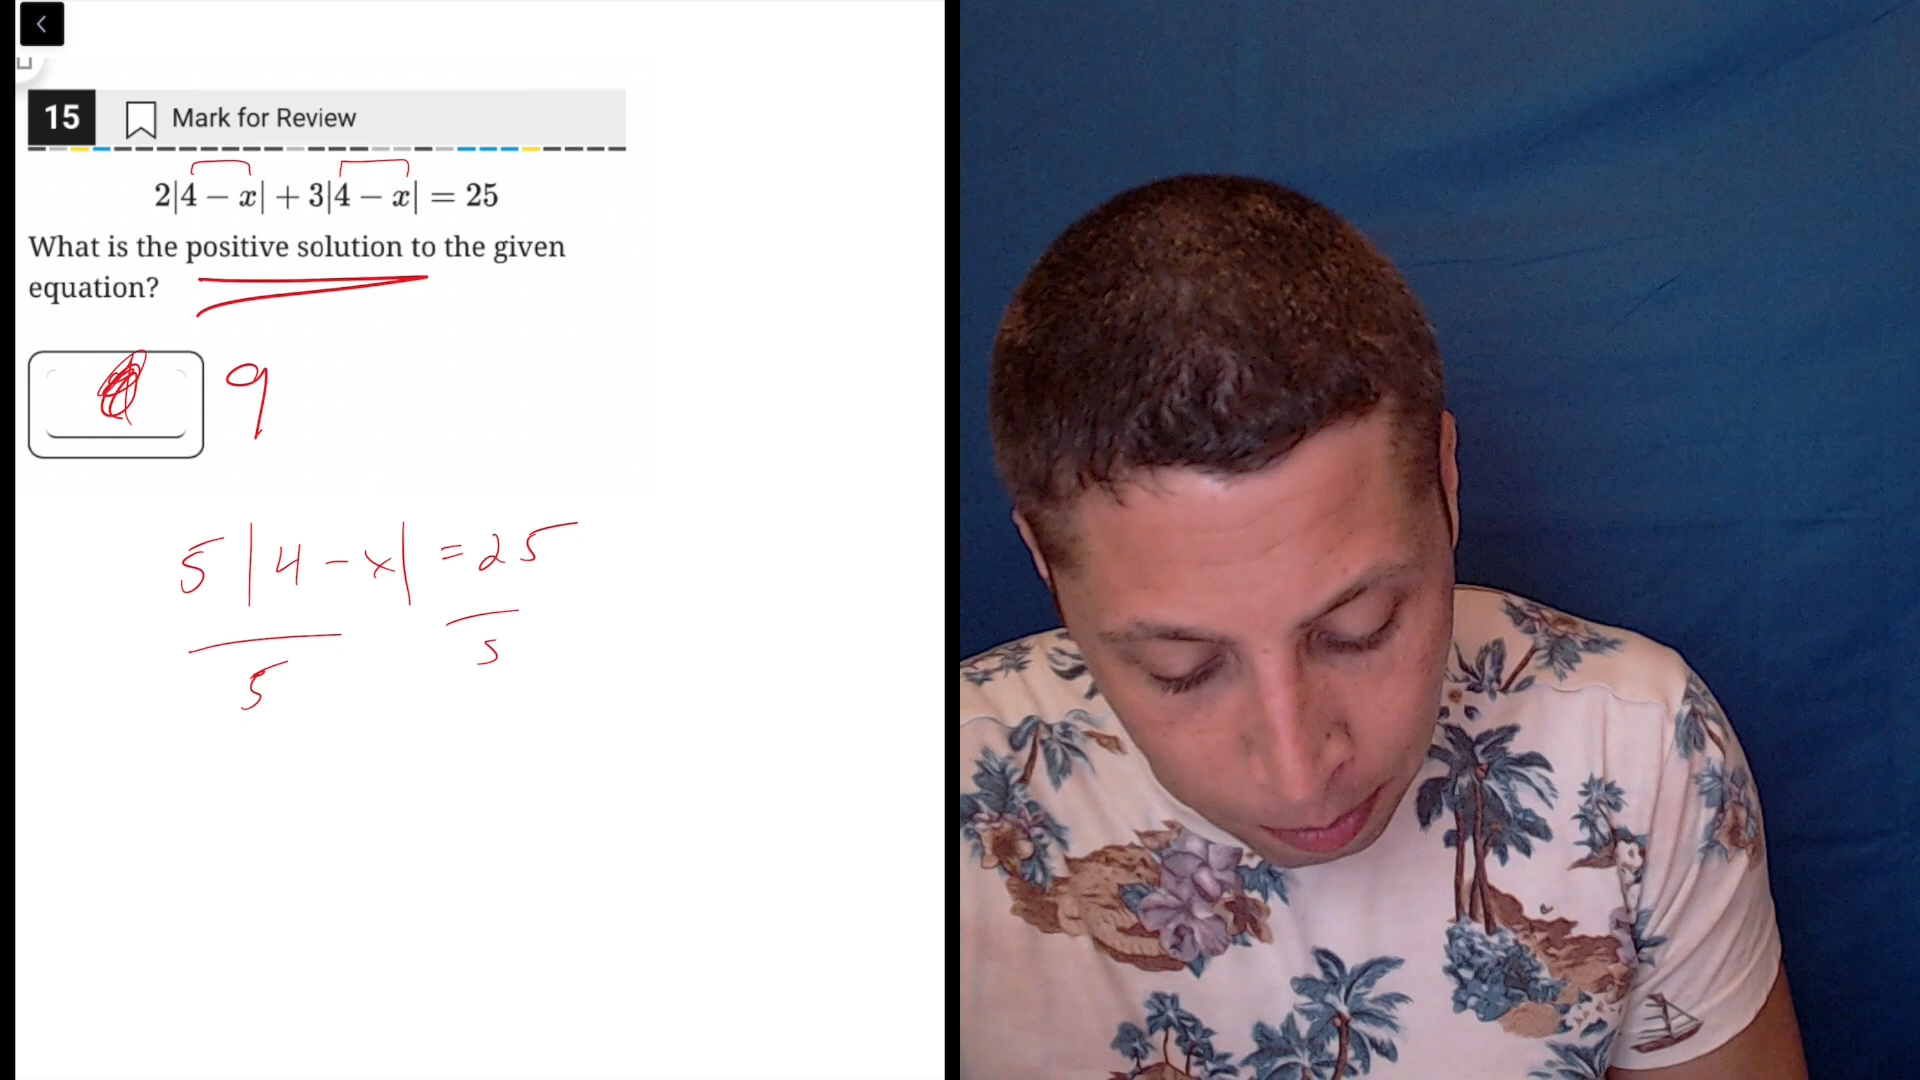 15 Mark for Review
2|4 − x| + 3|4 − x| = 25
What is the positive solution to the given
equation?
9
5|4 - x| = 25
5 5